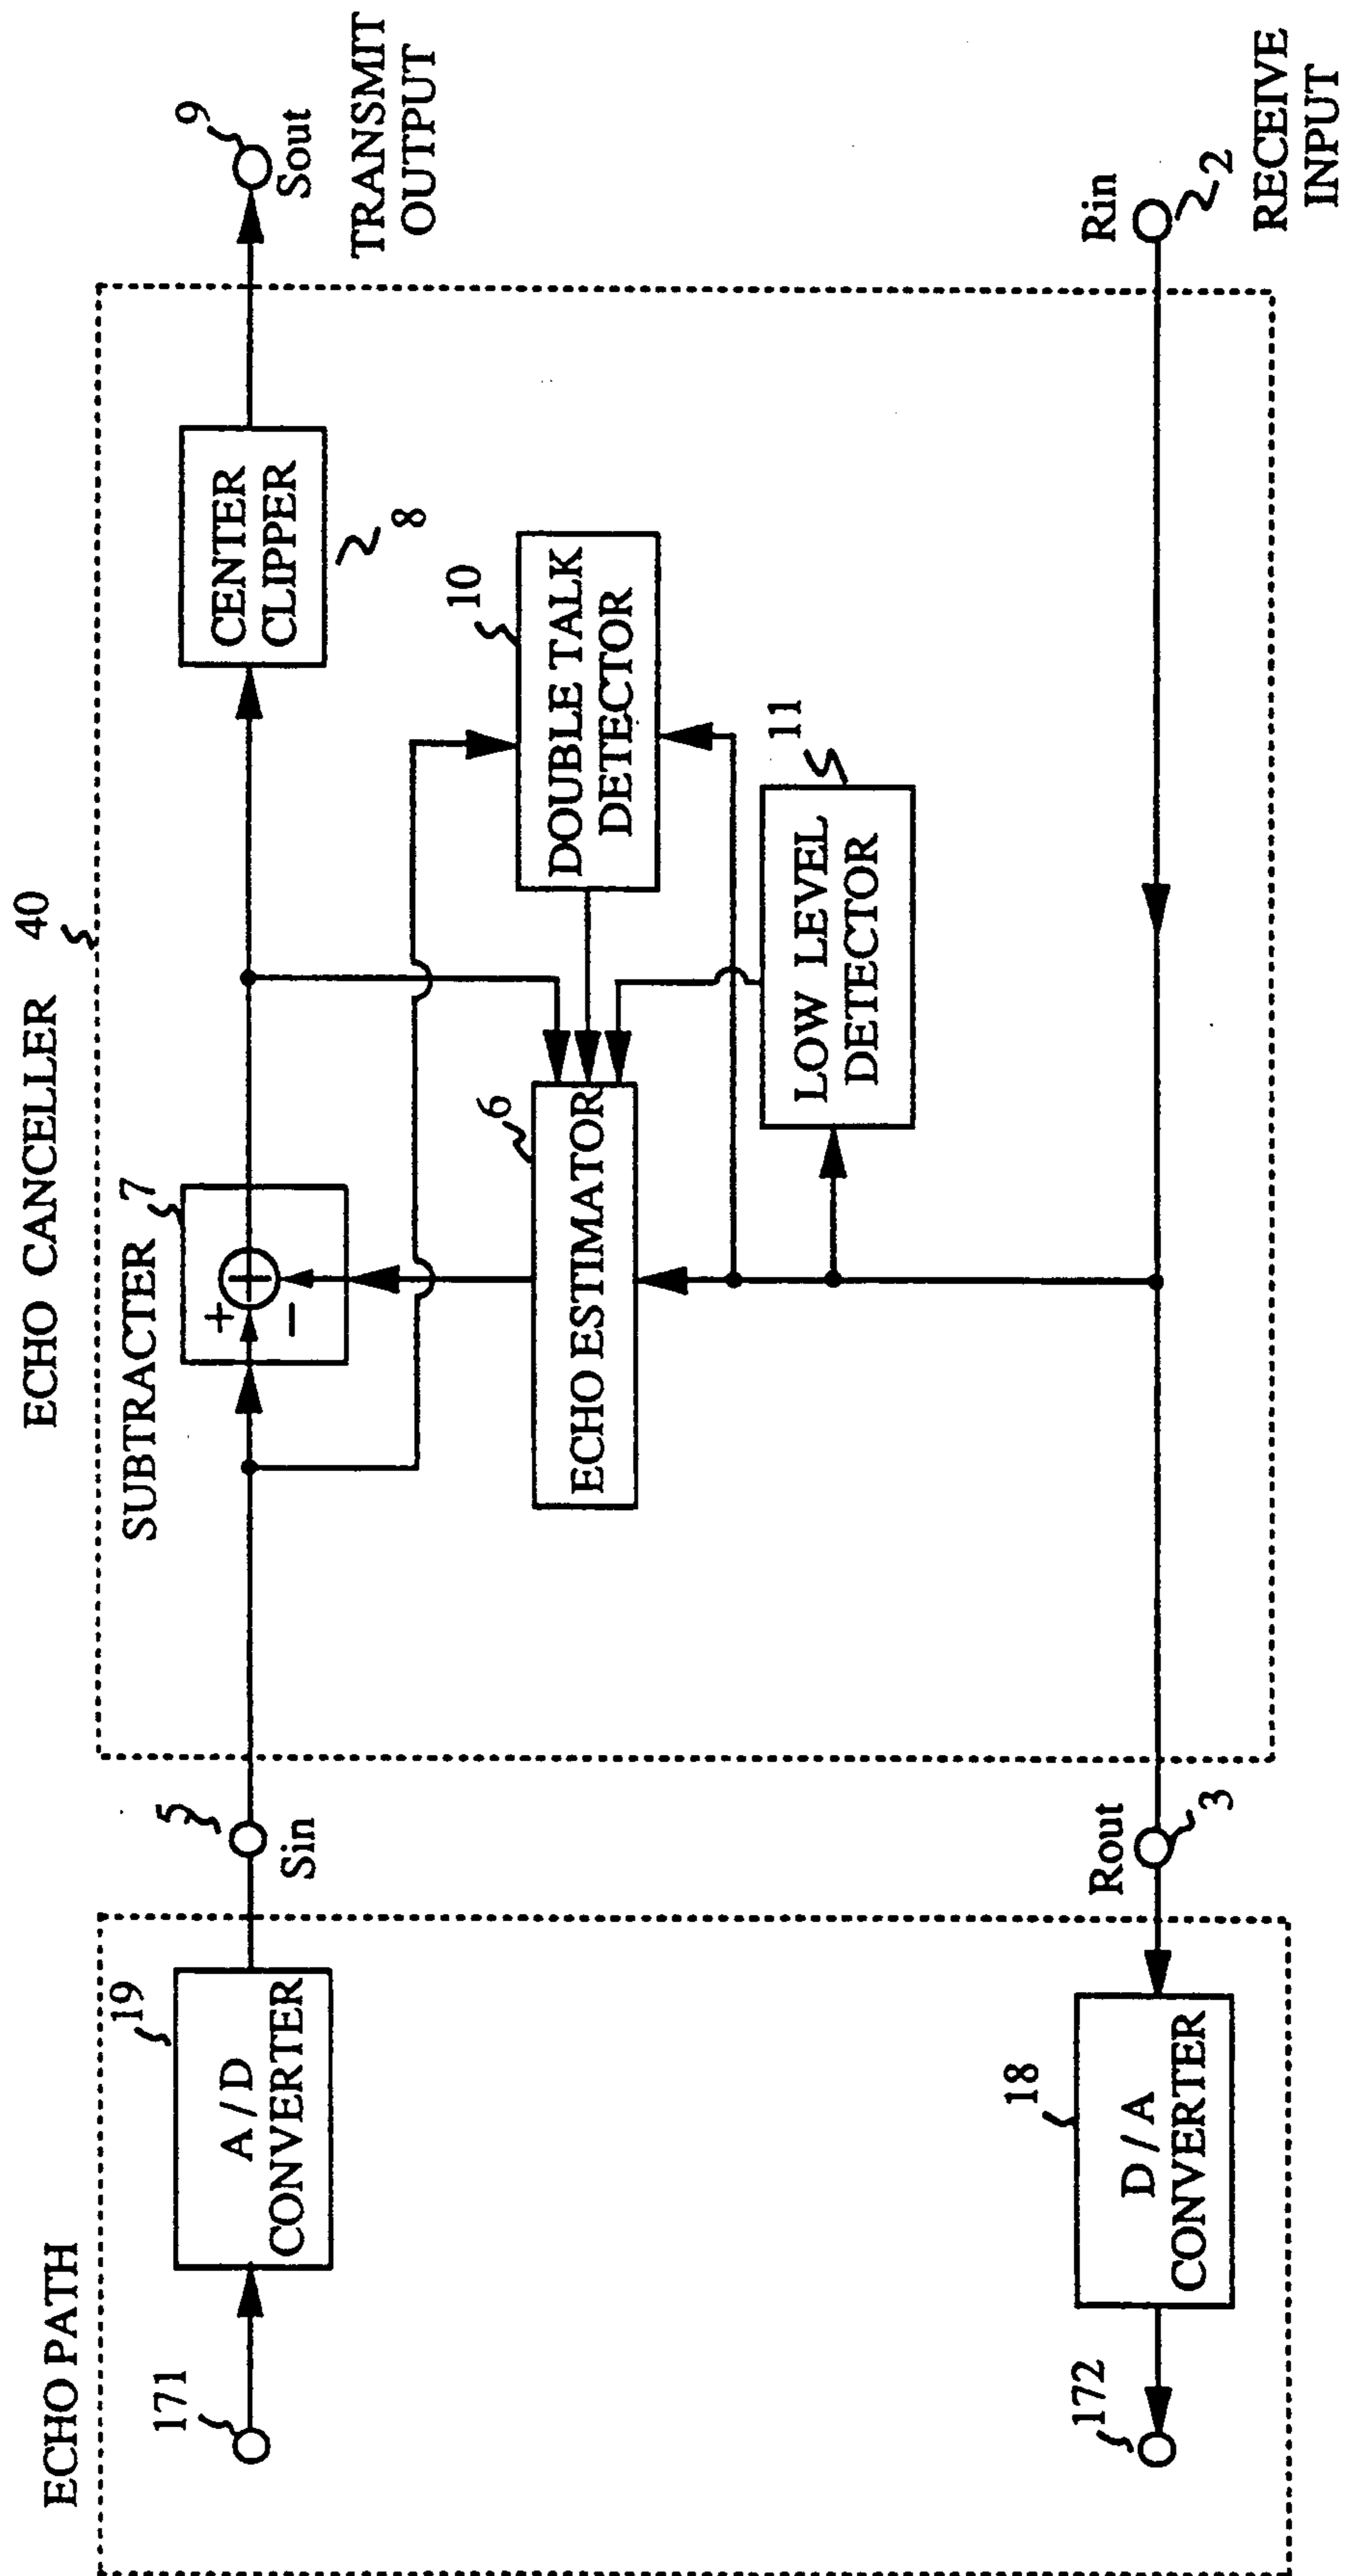 ECHO PATH
ECHO CANCELLER 40
171
19
A / D
CONVERTER
5
Sin
SUBTRACTER 7
+
−
CENTER
CLIPPER
8
9
Sout
TRANSMIT
OUTPUT
6
ECHO ESTIMATOR
10
DOUBLE TALK
DETECTOR
11
LOW LEVEL
DETECTOR
172
18
D / A
CONVERTER
Rout
3
Rin
2
RECEIVE
INPUT